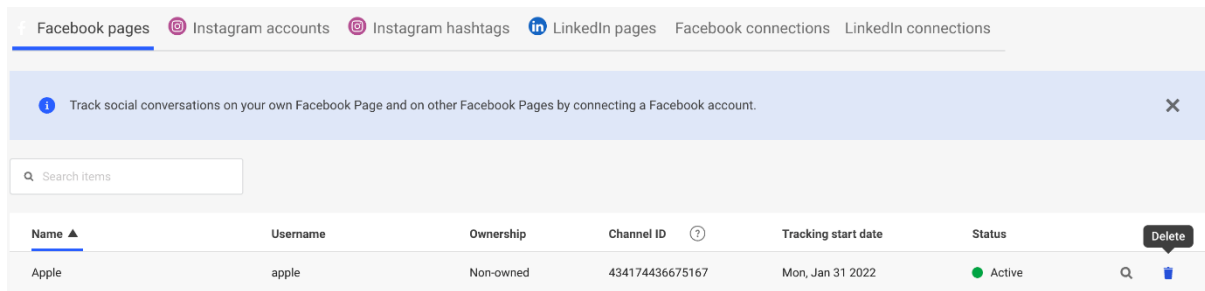 Facebook pages Instagram accounts Instagram hashtags LinkedIn pages Facebook connections LinkedIn connections
Track social conversations on your own Facebook Page and on other Facebook Pages by connecting a Facebook account.
Search items
Name Username Ownership Channel ID ? Tracking start date Status Delete
Apple apple Non-owned 434174436675167 Mon, Jan 31 2022 Active